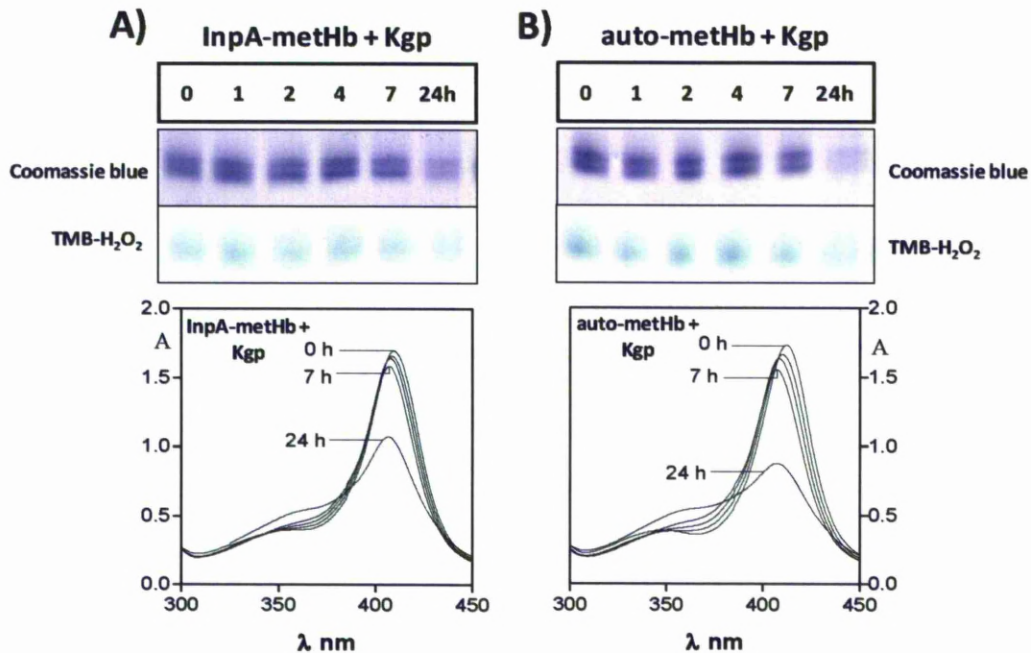 A) InpA-metHb + Kgp
0 1 2 4 7 24h
Coomassie blue
TMB-H₂O₂
B) auto-metHb + Kgp
0 1 2 4 7 24h
Coomassie blue
TMB-H₂O₂
InpA-metHb +
Kgp
0 h
7 h
24 h
A
2.0
1.5
1.0
0.5
0.0
300 350 400 450
λ nm
auto-metHb +
Kgp
0 h
7 h
24 h
A
2.0
1.5
1.0
0.5
0.0
300 350 400 450
λ nm